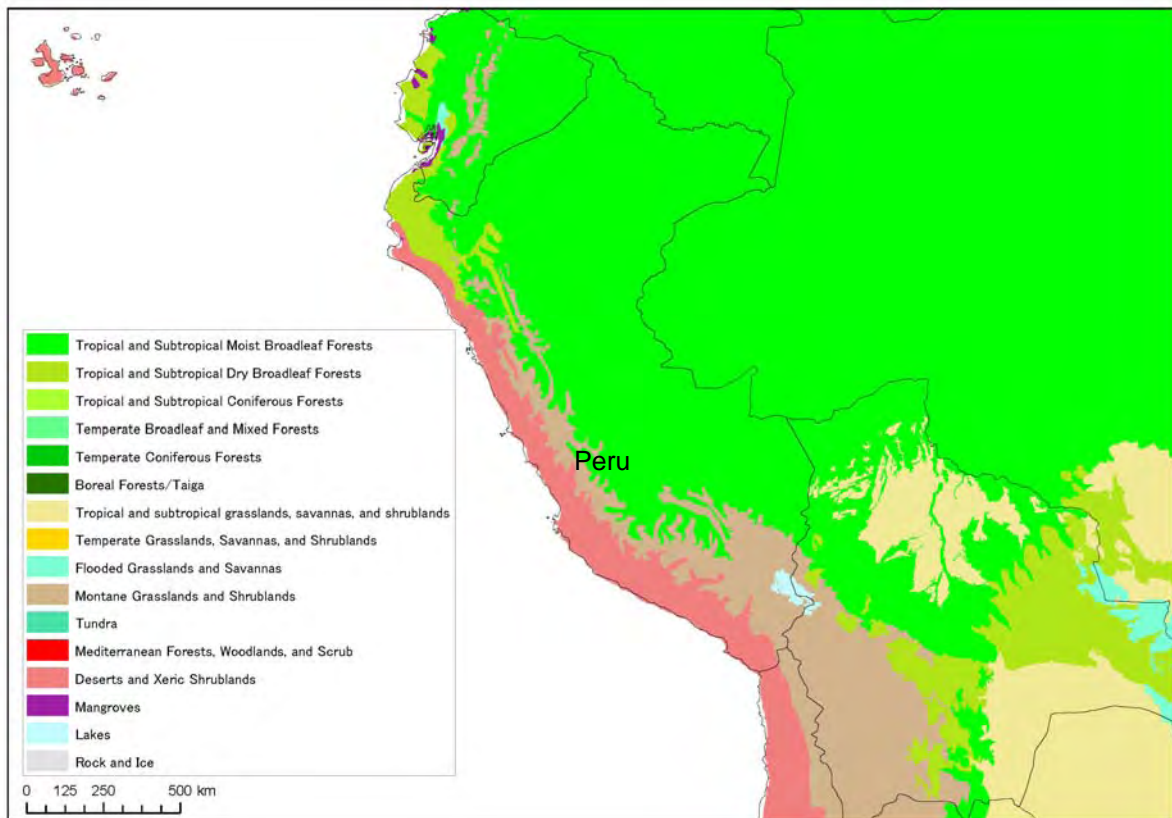 Peru
Tropical and Subtropical Moist Broadleaf Forests
Tropical and Subtropical Dry Broadleaf Forests
Tropical and Subtropical Coniferous Forests
Temperate Broadleaf and Mixed Forests
Temperate Coniferous Forests
Boreal Forests/Taiga
Tropical and subtropical grasslands, savannas, and shrublands
Temperate Grasslands, Savannas, and Shrublands
Flooded Grasslands and Savannas
Montane Grasslands and Shrublands
Tundra
Mediterranean Forests, Woodlands, and Scrub
Deserts and Xeric Shrublands
Mangroves
Lakes
Rock and Ice
0 125 250 500 km